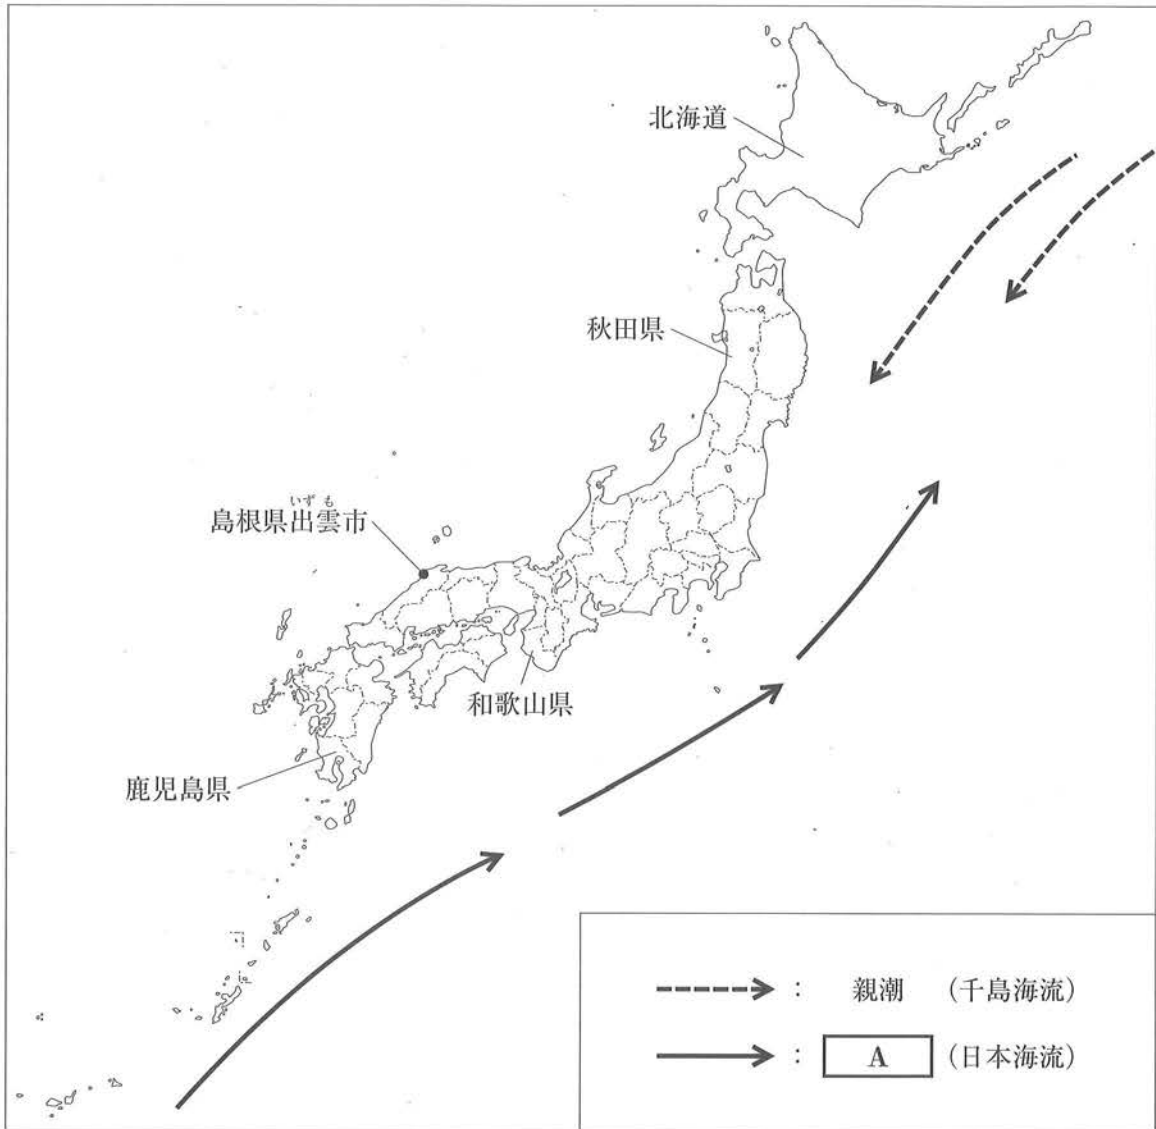 北海道
秋田県
いずも
島根県出雲市
和歌山県
鹿児島県
： 親潮 （千島海流）
： A （日本海流）